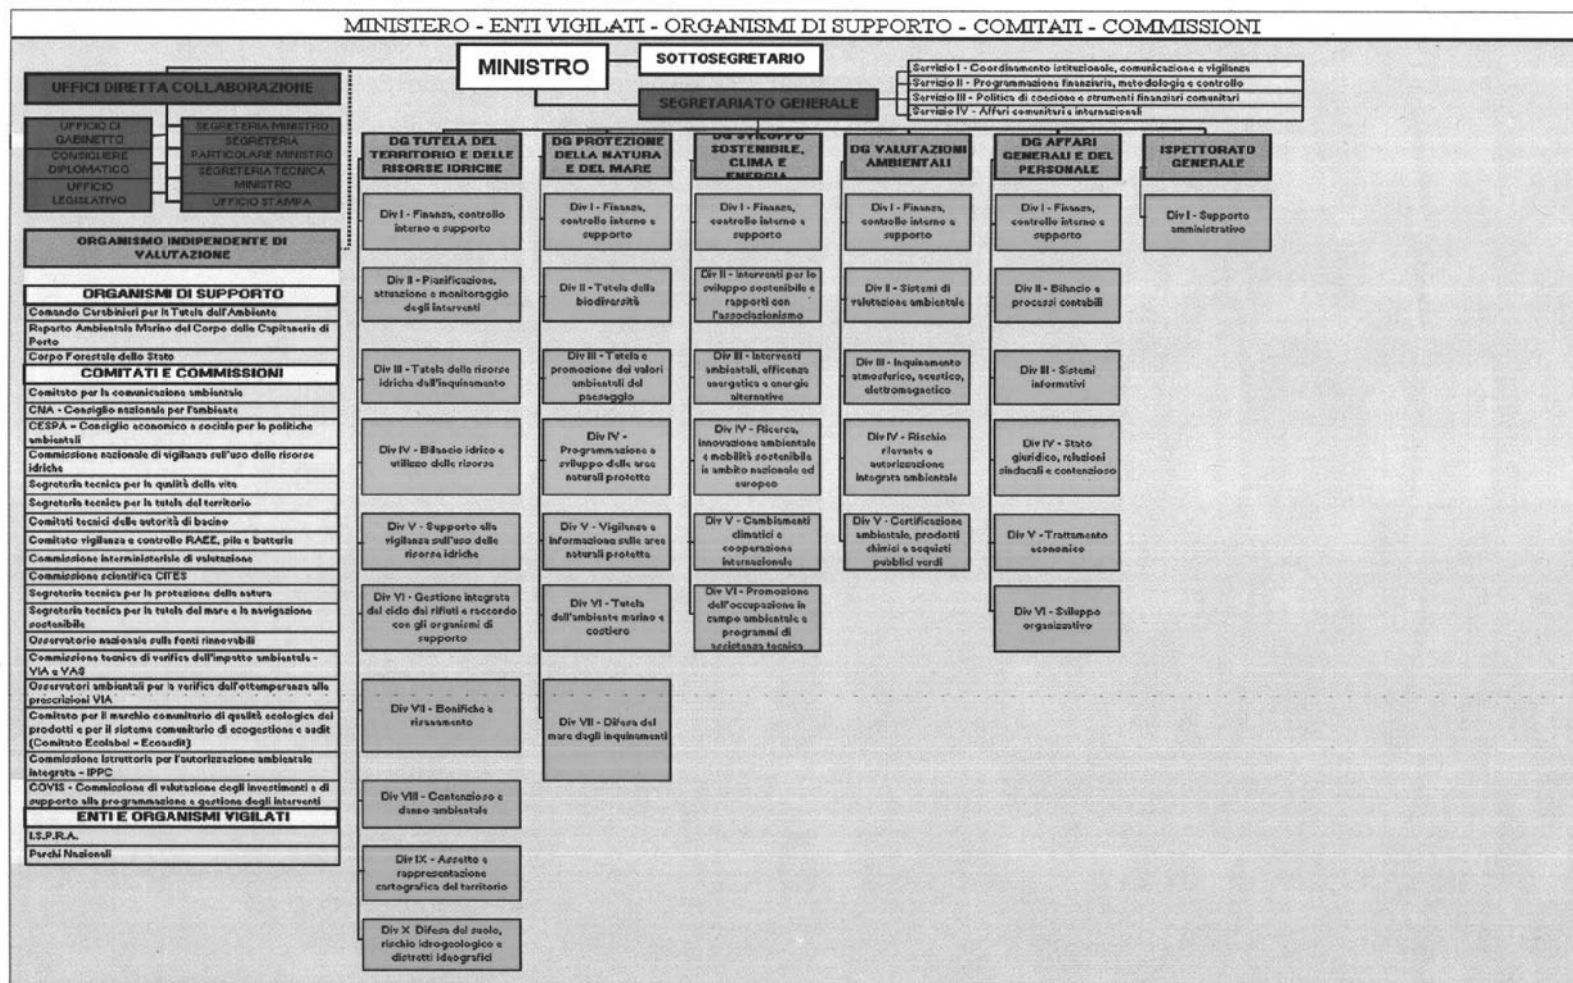 MINISTERO - ENTI VIGILATI - ORGANISMI DI SUPPORTO - COMITATI - COMMISSIONI
MINISTRO
SOTTOSEGRETARIO
SEGRETARIATO GENERALE
Servizio I - Coordinamento istituzionale, comunicazione e vigilanza
Servizio II - Programmazione finanziaria, metodologie e controllo
Servizio III - Politica di coesione e strumenti finanziari comunitari
Servizio IV - Affari comunitari e internazionali
UFFICI DIRETTA COLLABORAZIONE
UFFICIO DI
GABINETTO
CONSIGLIERE
DIPLOMATICO
UFFICIO
LEGISLATIVO
SEGRETERIA MINISTRO
SEGRETERIA
PARTICOLARE MINISTRO
SEGRETERIA TECNICA
MINISTRO
UFFICIO STAMPA
ORGANISMO INDIPENDENTE DI
VALUTAZIONE
ORGANISMI DI SUPPORTO
Comando Carabinieri per la Tutela dell'Ambiente
Reparto Ambientale Marino del Corpo delle Capitanerie di
Porto
Corpo Forestale dello Stato
COMITATI E COMMISSIONI
Comitato per la comunicazione ambientale
CNA - Consiglio nazionale per l'ambiente
CESPA - Consiglio economico e sociale per le politiche
ambientali
Commissione nazionale di vigilanza sull'uso delle risorse
idriche
Segreteria tecnica per la qualità della vita
Segreteria tecnica per la tutela del territorio
Comitati tecnici delle autorità di bacino
Comitato vigilanza e controllo RAEE, pile e batterie
Commissione interministeriale di valutazione
Commissione scientifica CITES
Segreteria tecnica per la protezione della natura
Segreteria tecnica per la tutela del mare e la navigazione
sostenibile
Osservatorio nazionale sulle fonti rinnovabili
Commissione tecnica di verifica dell'impatto ambientale -
VIA e VAS
Osservatori ambientali per la verifica dell'ottemperanza alle
prescrizioni VIA
Comitato per il marchio comunitario di qualità ecologica dei
prodotti e per il sistema comunitario di ecogestione e audit
(Comitato Ecolabel - Ecoaudit)
Commissione istruttoria per l'autorizzazione ambientale
integrata - IPPC
COVIS - Commissione di valutazione degli investimenti e di
supporto alla programmazione e gestione degli interventi
ENTI E ORGANISMI VIGILATI
I.S.P.R.A.
Parchi Nazionali
DG TUTELA DEL
TERRITORIO E DELLE
RISORSE IDRICHE
Div I - Finanza, controllo
interno e supporto
Div II - Pianificazione,
attuazione e monitoraggio
degli interventi
Div III - Tutela delle risorse
idriche dall'inquinamento
Div IV - Bilancio idrico e
utilizzo delle risorse
Div V - Supporto alla
vigilanza sull'uso delle
risorse idriche
Div VI - Gestione integrata
del ciclo dei rifiuti e raccordo
con gli organismi di
supporto
Div VII - Bonifiche e
risanamento
Div VIII - Contenzioso e
danno ambientale
Div IX - Assetto e
rappresentazione
cartografica del territorio
Div X Difesa del suolo,
rischio idrogeologico e
distretti ideografici
DG PROTEZIONE
DELLA NATURA
E DEL MARE
Div I - Finanza,
controllo interno e
supporto
Div II - Tutela della
biodiversità
Div III - Tutela e
promozione dei valori
ambientali del
paesaggio
Div IV -
Programmazione e
sviluppo delle aree
naturali protette
Div V - Vigilanza e
informazione sulle aree
naturali protette
Div VI - Tutela
dell'ambiente marino e
costiero
Div VII - Difesa del
mare dagli inquinamenti
DG SVILUPPO
SOSTENIBILE,
CLIMA E
ENERGIA
Div I - Finanza,
controllo interno e
supporto
Div II - Interventi per lo
sviluppo sostenibile e
rapporti con
l'associazionismo
Div III - Interventi
ambientali, efficenza
energetica e energie
alternative
Div IV - Ricerca,
innovazione ambientale
e mobilità sostenibile
in ambito nazionale ed
europeo
Div V - Cambiamenti
climatici e
cooperazione
internazionale
Div VI - Promozione
dell'occupazione in
campo ambientale e
programmi di
assistenza tecnica
DG VALUTAZIONI
AMBIENTALI
Div I - Finanza,
controllo interno e
supporto
Div II - Sistemi di
valutazione ambientale
Div III - Inquinamento
atmosferico, acustico,
elettromagnetico
Div IV - Rischio
rilevante e
autorizzazione
integrata ambientale
Div V - Certificazione
ambientale, prodotti
chimici e acquisti
pubblici verdi
DG AFFARI
GENERALI E DEL
PERSONALE
Div I - Finanza,
controllo interno e
supporto
Div II - Bilancio e
processi contabili
Div III - Sistemi
informativi
Div IV - Stato
giuridico, relazioni
sindacali e contenzioso
Div V - Trattamento
economico
Div VI - Sviluppo
organizzativo
ISPETTORATO
GENERALE
Div I - Supporto
amministrativo